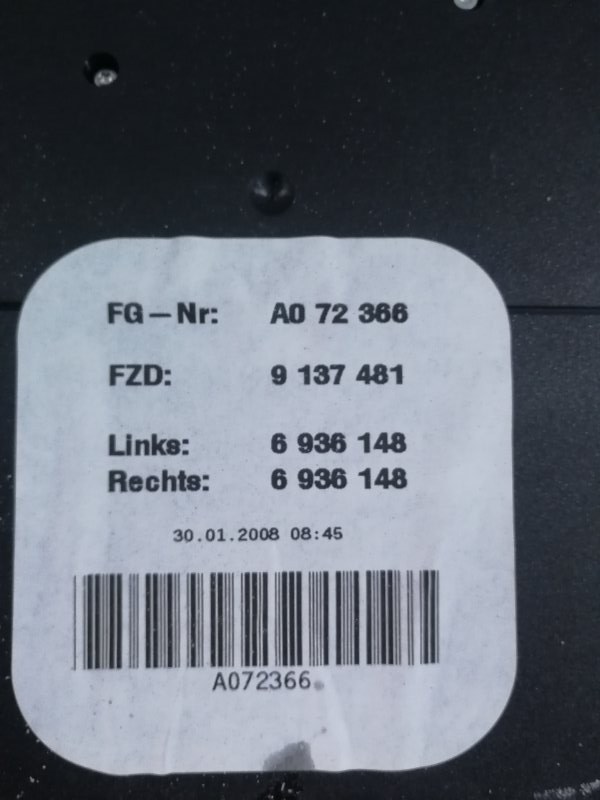 FG-Nr: A0 72 366
FZD: 9 137 481
Links: 6 936 148
Rechts: 6 936 148
30.01.2008 08:45
A072366